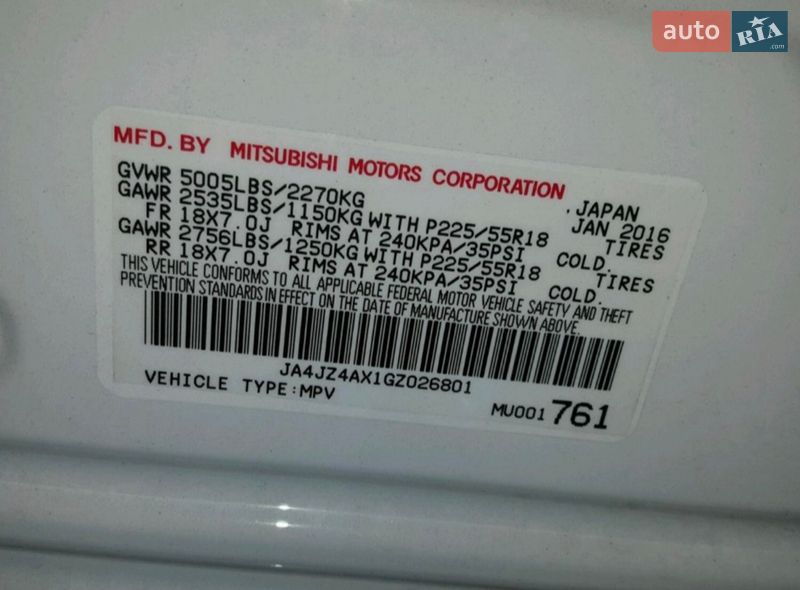 auto RIA .com
MFD. BY MITSUBISHI MOTORS CORPORATION, JAPAN
GVWR 5005LBS/2270KG JAN 2016
GAWR 2535LBS/1150KG WITH P225/55R18 TIRES
FR 18X7.0J RIMS AT 240KPA/35PSI COLD.
GAWR 2756LBS/1250KG WITH P225/55R18 TIRES
RR 18X7.0J RIMS AT 240KPA/35PSI COLD.
THIS VEHICLE CONFORMS TO ALL APPLICABLE FEDERAL MOTOR VEHICLE SAFETY AND THEFT
PREVENTION STANDARDS IN EFFECT ON THE DATE OF MANUFACTURE SHOWN ABOVE.
JA4JZ4AX1GZ026801
VEHICLE TYPE:MPV MU001 761